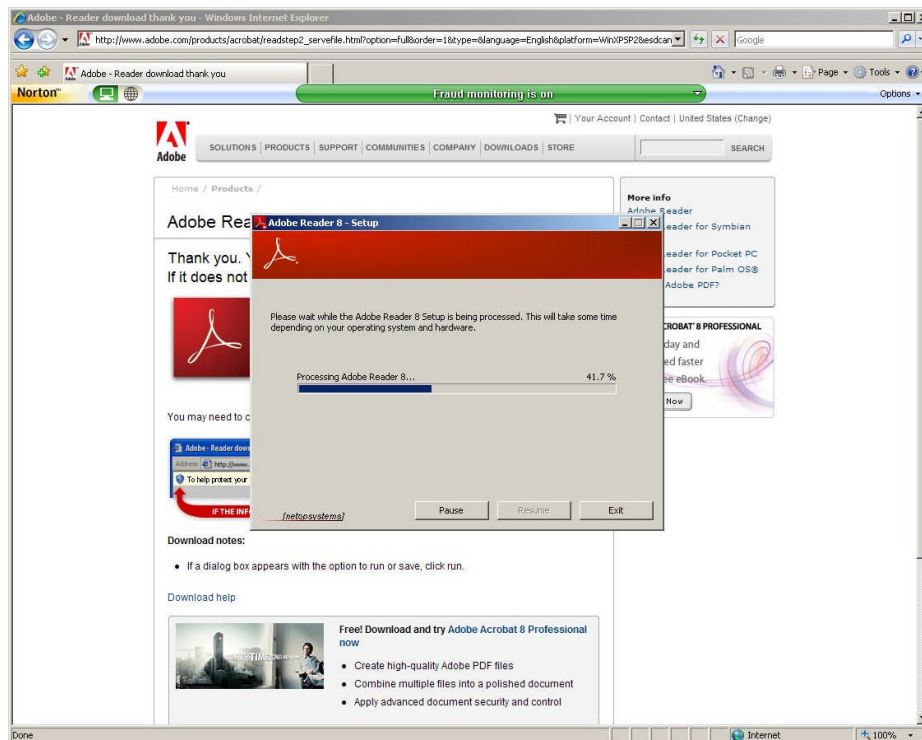 Adobe - Reader download thank you - Windows Internet Explorer
http://www.adobe.com/products/acrobat/readstep2_servefile.html?option=full&order=1&type=&language=English&platform=WinXPSP2&esdcan
Google
Adobe - Reader download thank you
Page
Tools
Norton™
Fraud monitoring is on
Options
Your Account | Contact | United States (Change)
Adobe
SOLUTIONS PRODUCTS SUPPORT COMMUNITIES COMPANY DOWNLOADS STORE
SEARCH
Home / Products /
Adobe Rea
Thank you.
If it does not
You may need to c
Adobe - Reader down
Address http://www.
To help protect your
IF THE INF
Adobe Reader 8 - Setup
Please wait while the Adobe Reader 8 Setup is being processed. This will take some time
depending on your operating system and hardware.
Processing Adobe Reader 8... 41.7 %
[netopsystems]
Pause
Resume
Exit
More info
Adobe Reader
eader for Symbian
eader for Pocket PC
eader for Palm OS®
Adobe PDF?
CROBAT® 8 PROFESSIONAL
day and
ed faster
ee eBook.
Now
Download notes:
• If a dialog box appears with the option to run or save, click run.
Download help
Free! Download and try Adobe Acrobat 8 Professional
now
• Create high-quality Adobe PDF files
• Combine multiple files into a polished document
• Apply advanced document security and control
Done
Internet
100%